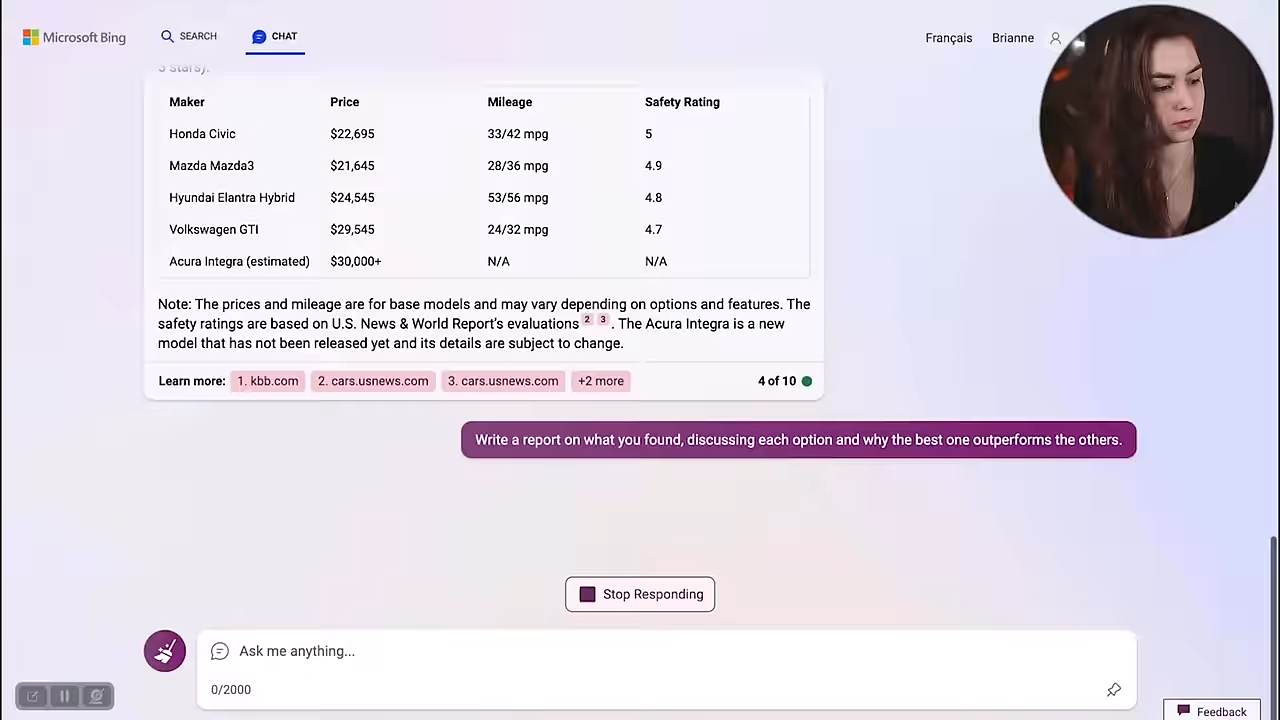 Microsoft Bing
SEARCH
CHAT
Français
Brianne
3 stars).
Maker Price Mileage Safety Rating
Honda Civic $22,695 33/42 mpg 5
Mazda Mazda3 $21,645 28/36 mpg 4.9
Hyundai Elantra Hybrid $24,545 53/56 mpg 4.8
Volkswagen GTI $29,545 24/32 mpg 4.7
Acura Integra (estimated) $30,000+ N/A N/A
Note: The prices and mileage are for base models and may vary depending on options and features. The
safety ratings are based on U.S. News & World Report's evaluations 2 3 . The Acura Integra is a new
model that has not been released yet and its details are subject to change.
Learn more: 1. kbb.com 2. cars.usnews.com 3. cars.usnews.com +2 more 4 of 10
Write a report on what you found, discussing each option and why the best one outperforms the others.
Stop Responding
Ask me anything...
0/2000
Feedback